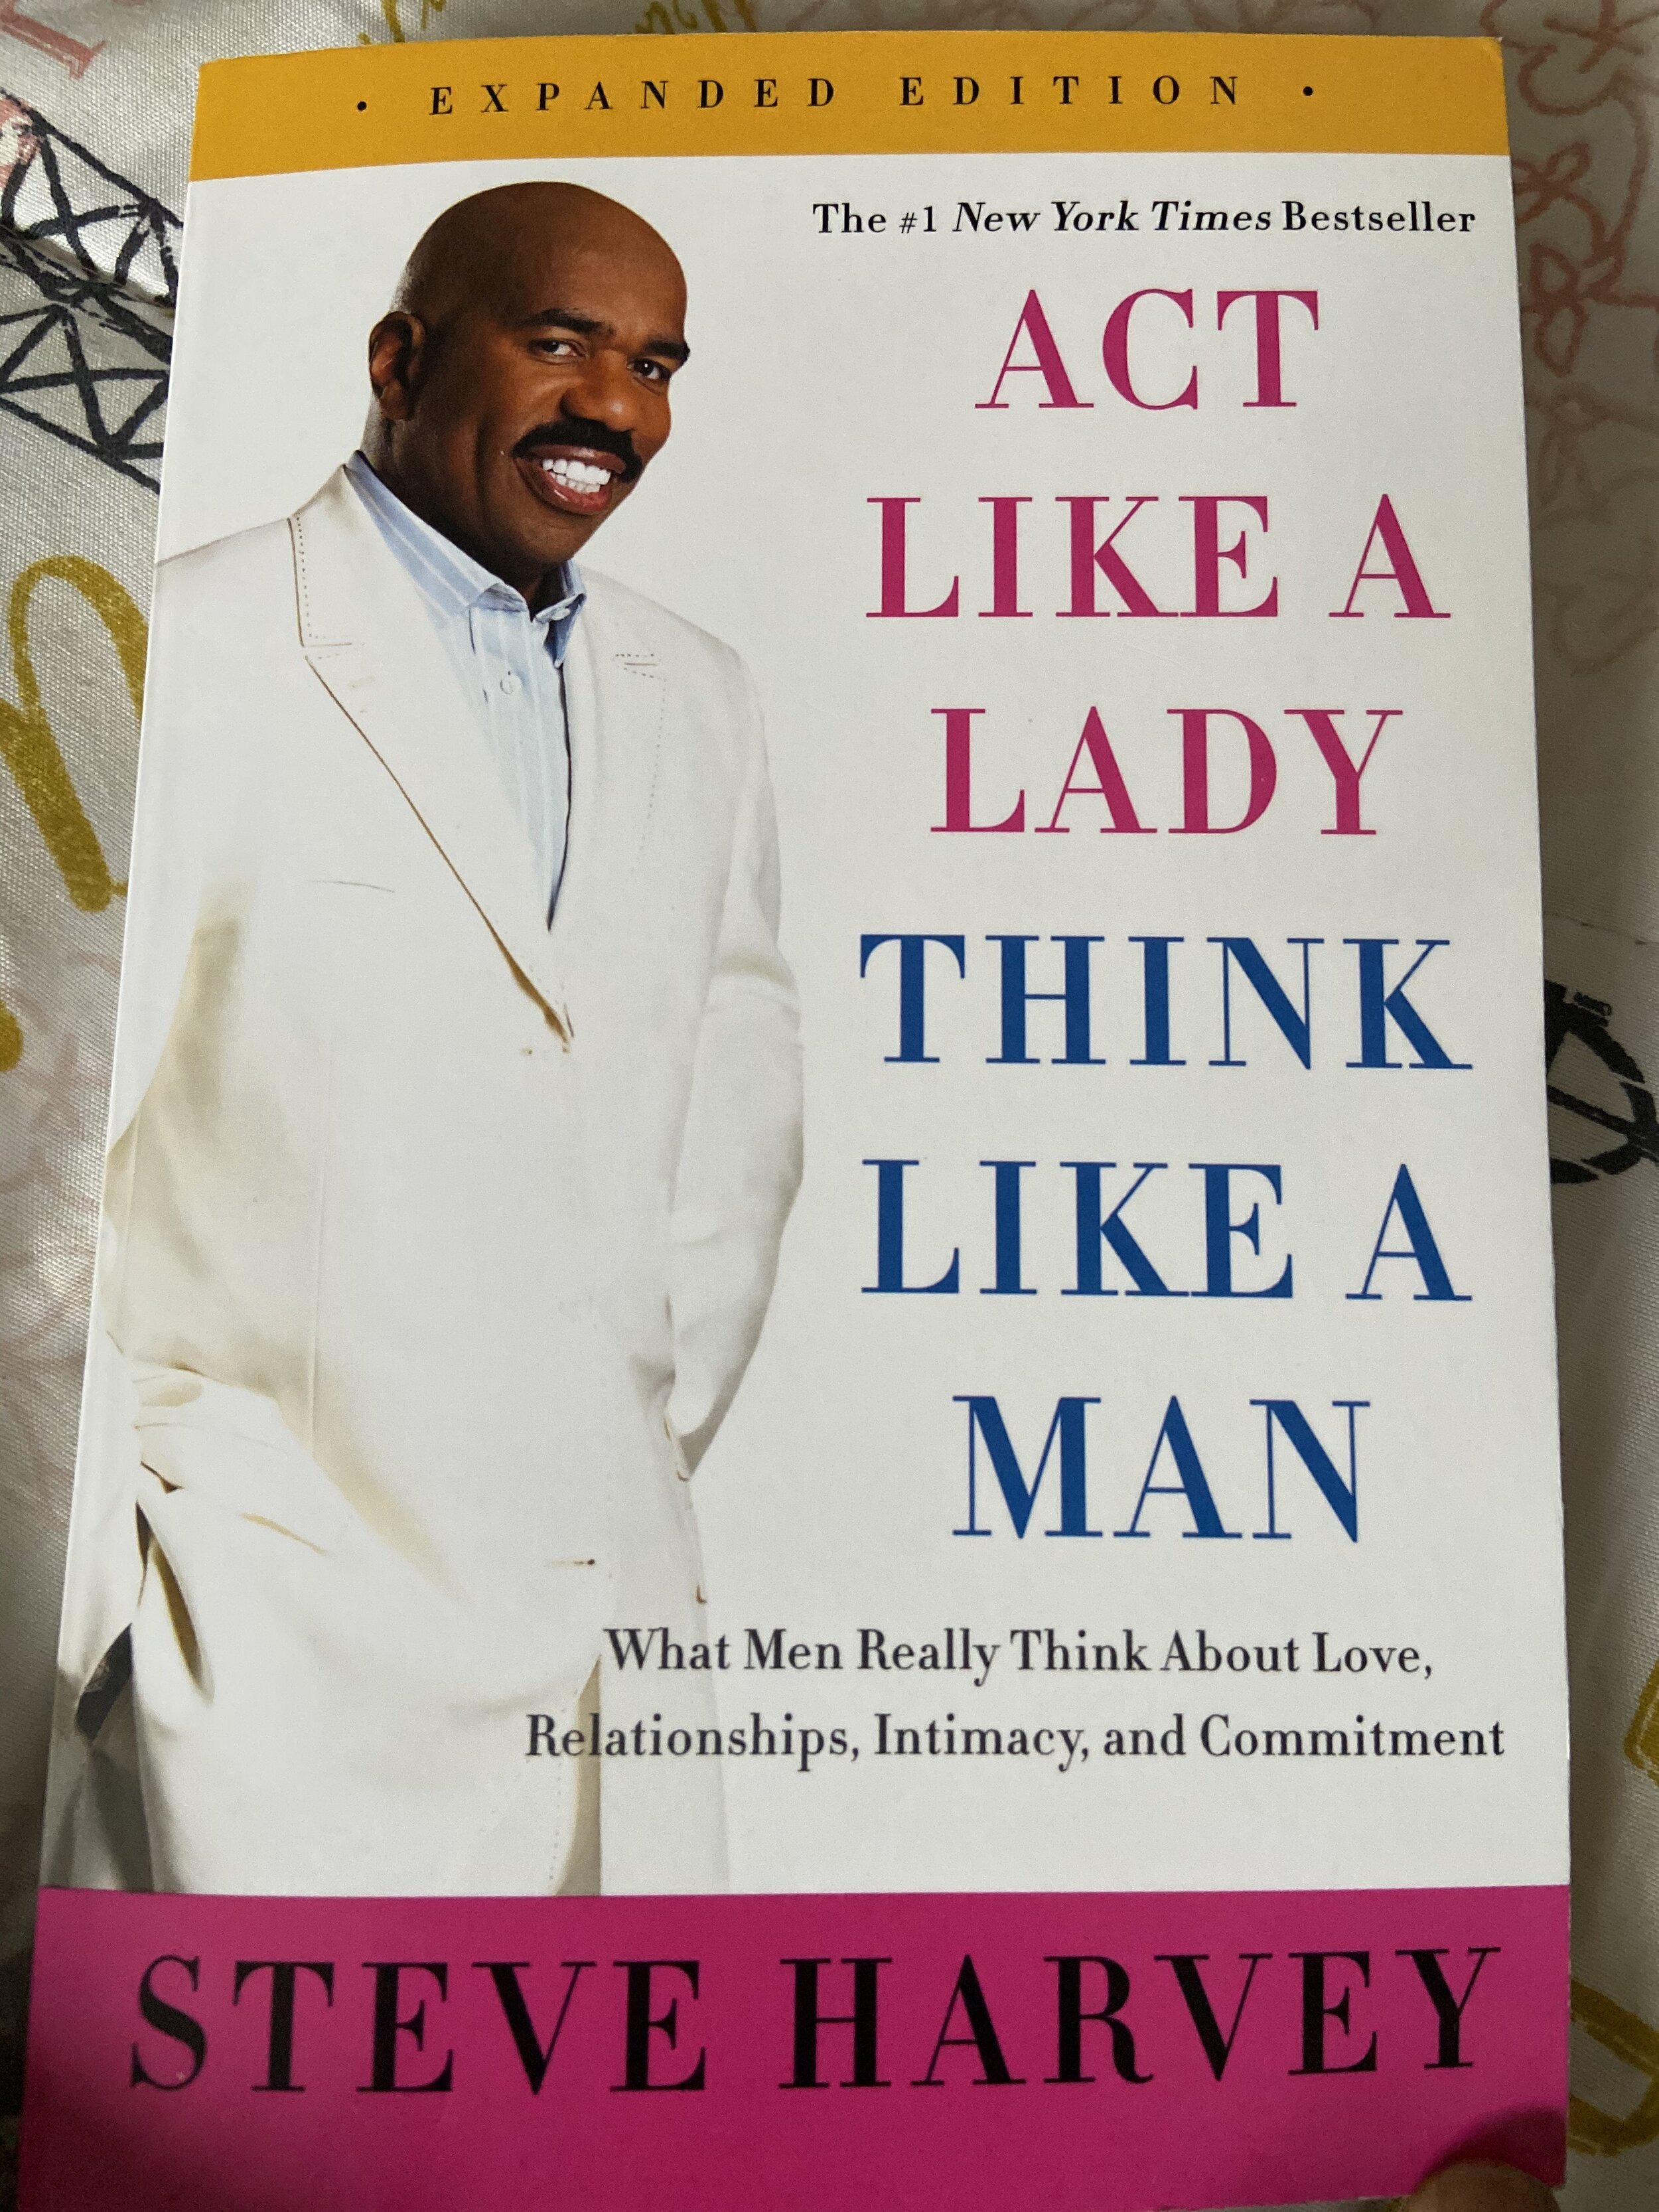 · EXPANDED EDITION ·
The #1 New York Times Bestseller
ACT
LIKE A
LADY
THINK
LIKE A
MAN
What Men Really Think About Love,
Relationships, Intimacy, and Commitment
STEVE HARVEY